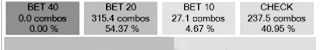 BET 40 BET 20 BET 10 CHECK
0.0 combos 315.4 combos 27.1 combos 237.5 combos
0.00 % 54.37 % 4.67 % 40.95 %